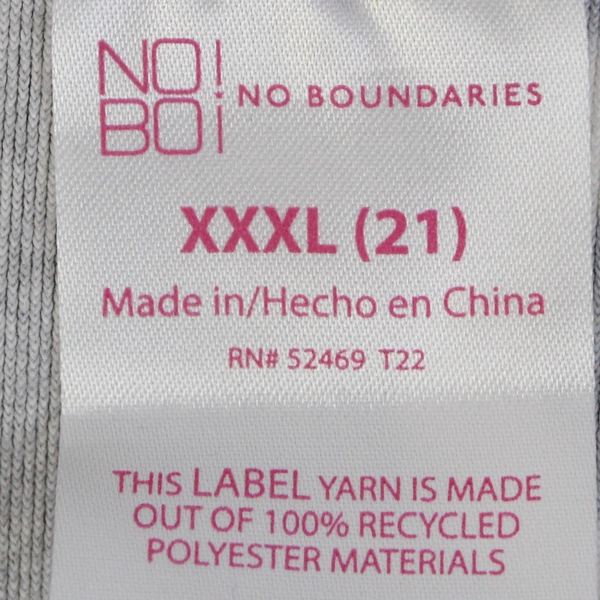 NO!
BO!
NO BOUNDARIES
XXXL (21)
Made in/Hecho en China
RN# 52469 T22
THIS LABEL YARN IS MADE
OUT OF 100% RECYCLED
POLYESTER MATERIALS